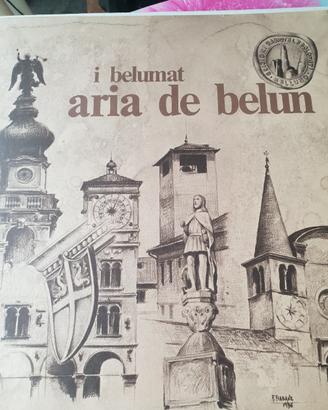 i belumat
aria de belun